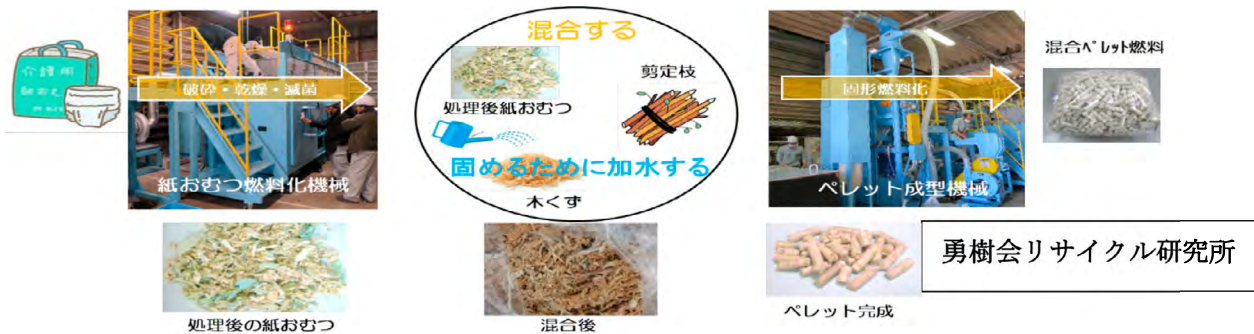 介護用
破砕・乾燥・滅菌
紙おむつ燃料化機械
処理後の紙おむつ
混合する
処理後紙おむつ
剪定枝
固めるために加水する
木くず
混合後
固形燃料化
ペレット成型機械
ペレット完成
混合ペレット燃料
勇樹会リサイクル研究所